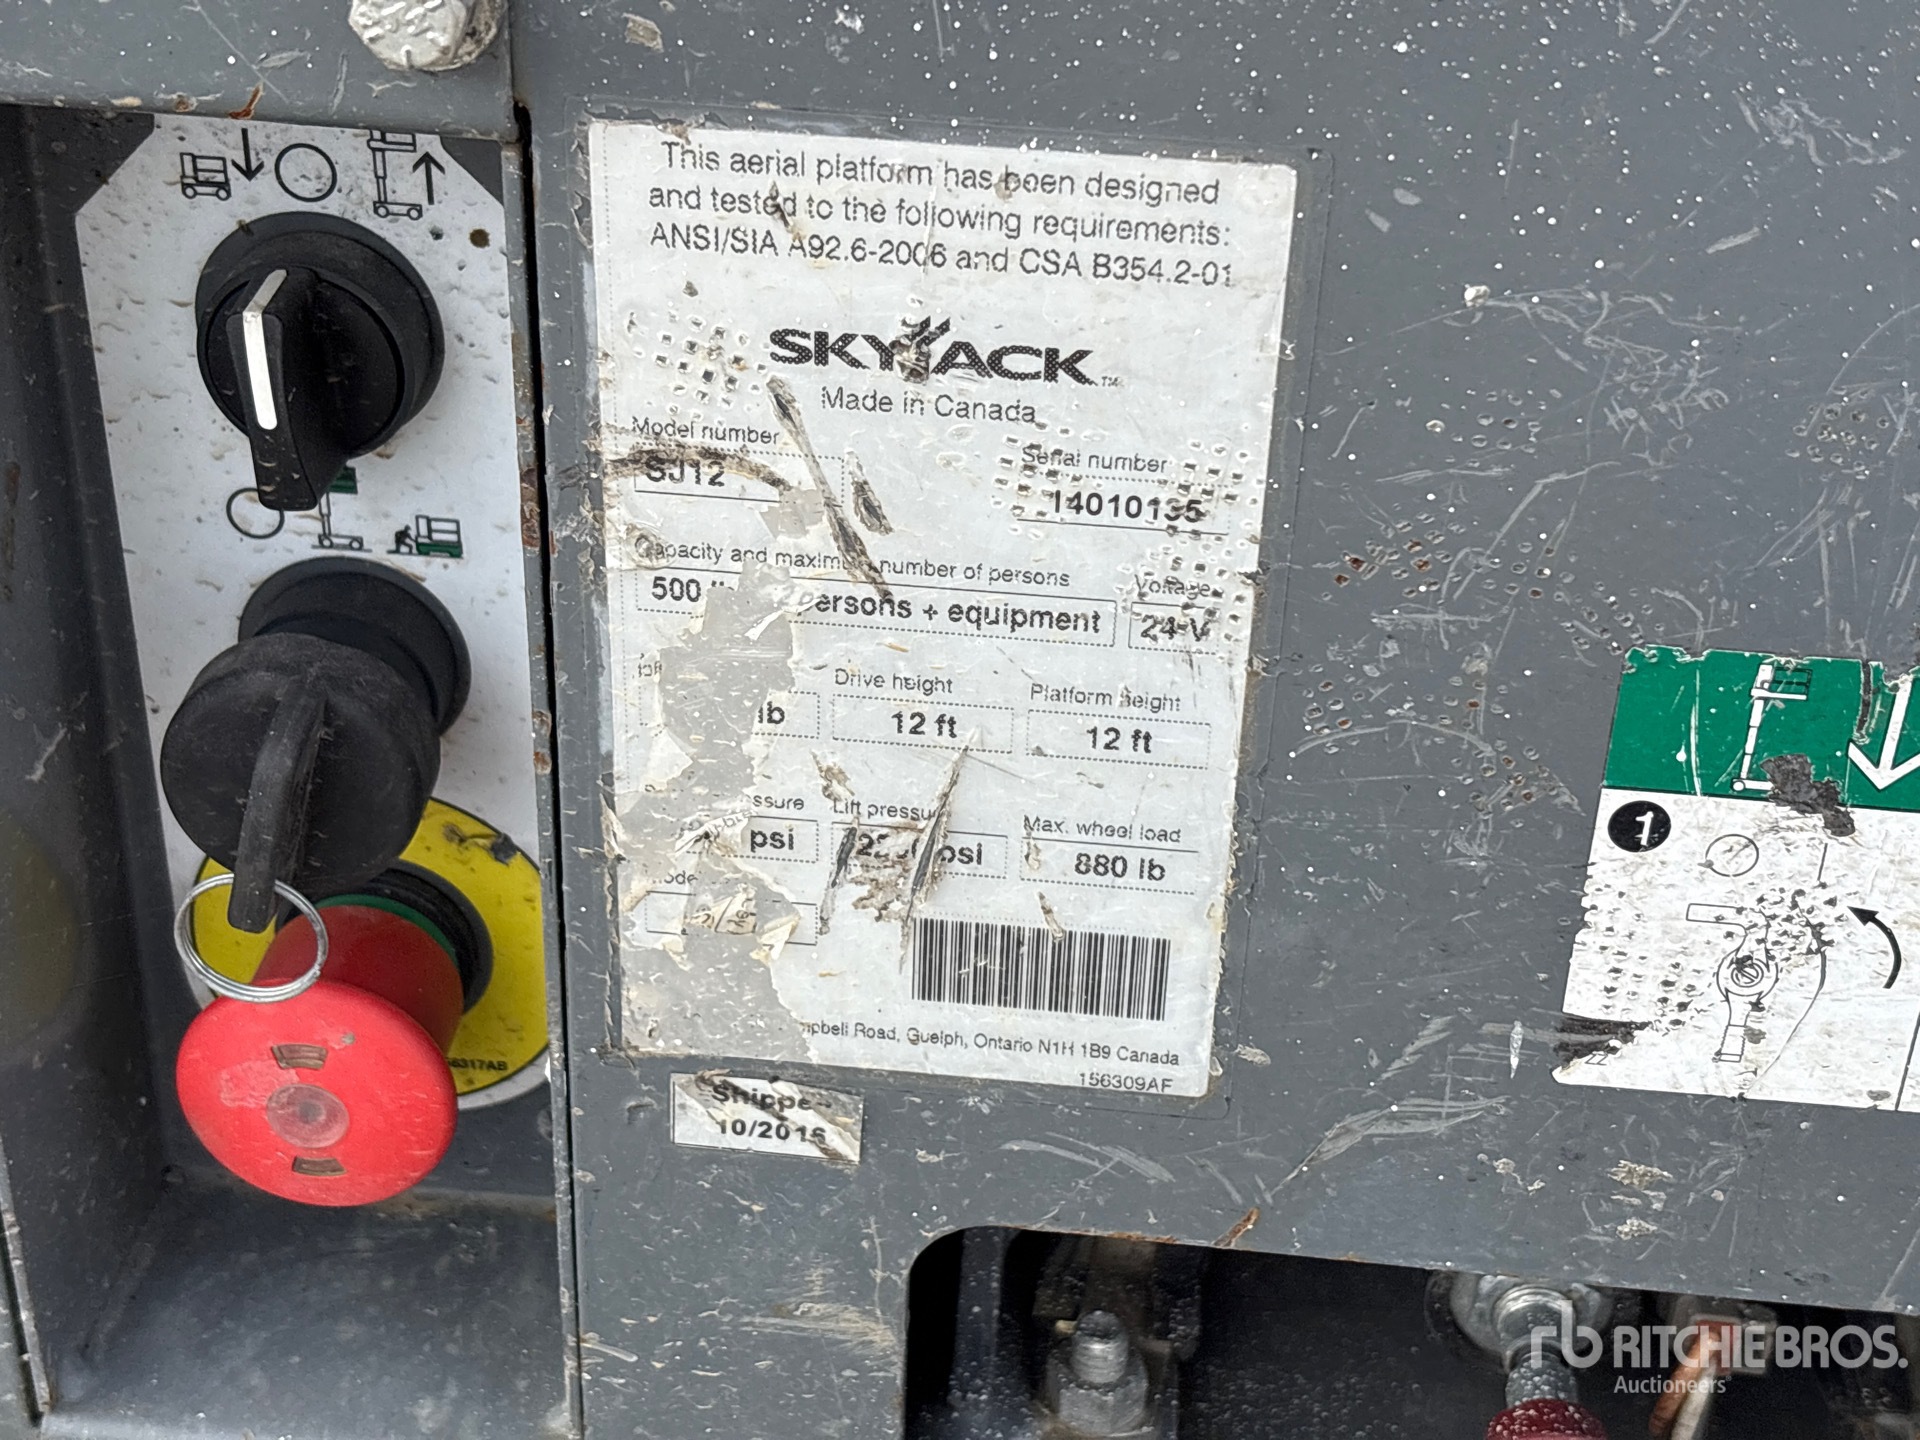 This aerial platform has been designed
and tested to the following requirements:
ANSI/SIA A92.6-2006 and CSA B354.2-01
SKYJACK™
Made in Canada
Model number
SJ12
Serial number
14010135
Capacity and maximum number of persons
500 persons + equipment
Voltage
24 V
lb
Drive height
12 ft
Platform height
12 ft
psi
Lift pressure
psi
Max. wheel load
880 lb
Road, Guelph, Ontario N1H 1B9 Canada
156309AF
Shipped
10/2015
1
RITCHIE BROS.
Auctioneers